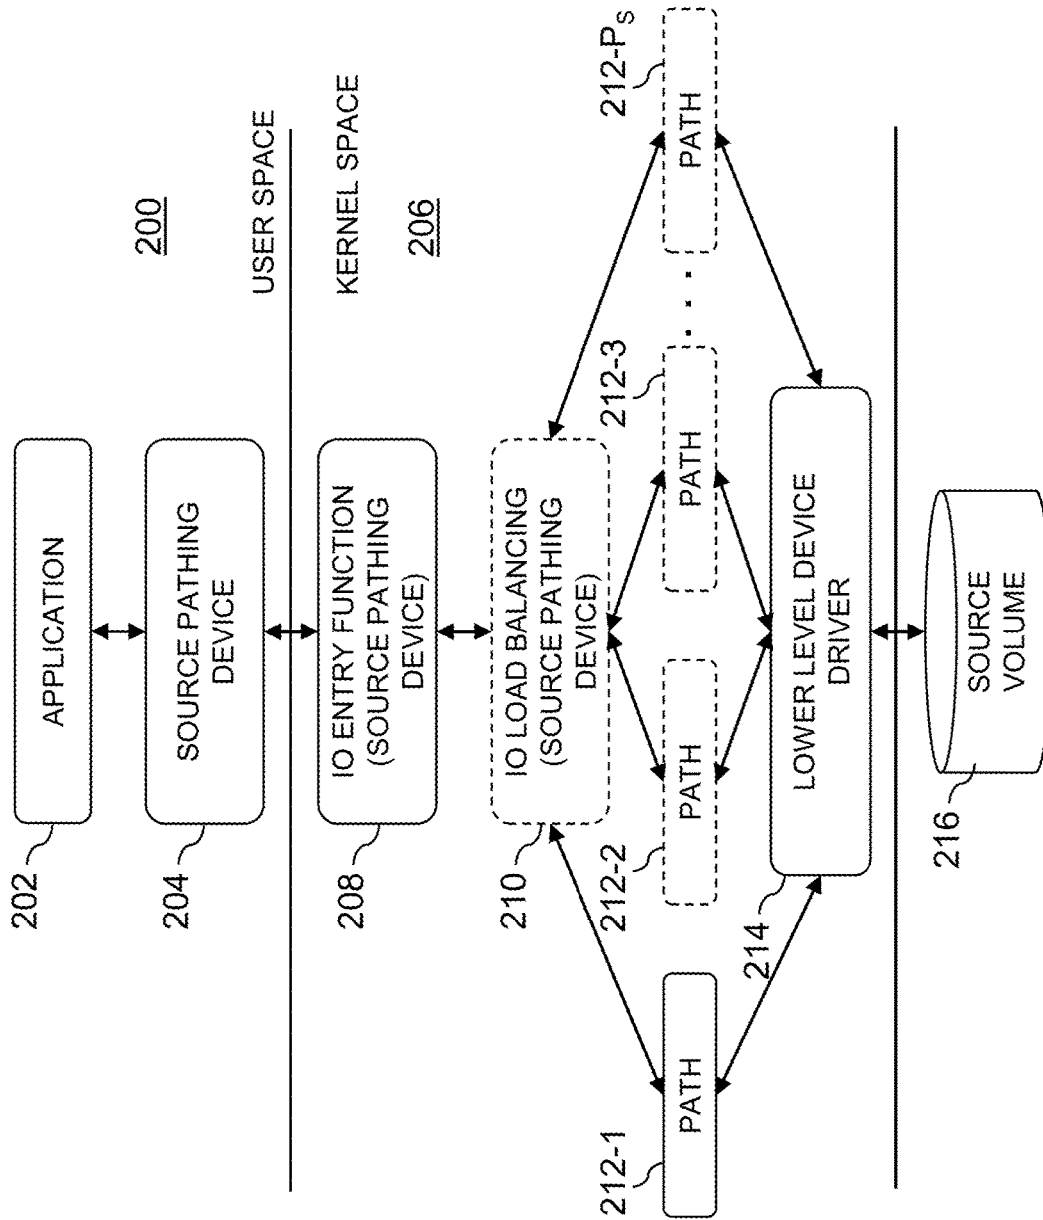 200
202
APPLICATION
204
SOURCE PATHING
DEVICE
USER SPACE
KERNEL SPACE
206
208
IO ENTRY FUNCTION
(SOURCE PATHING
DEVICE)
210
IO LOAD BALANCING
(SOURCE PATHING
DEVICE)
212-1
PATH
212-2
PATH
212-3
PATH
. . .
212-PS
PATH
214
LOWER LEVEL DEVICE
DRIVER
216
SOURCE
VOLUME